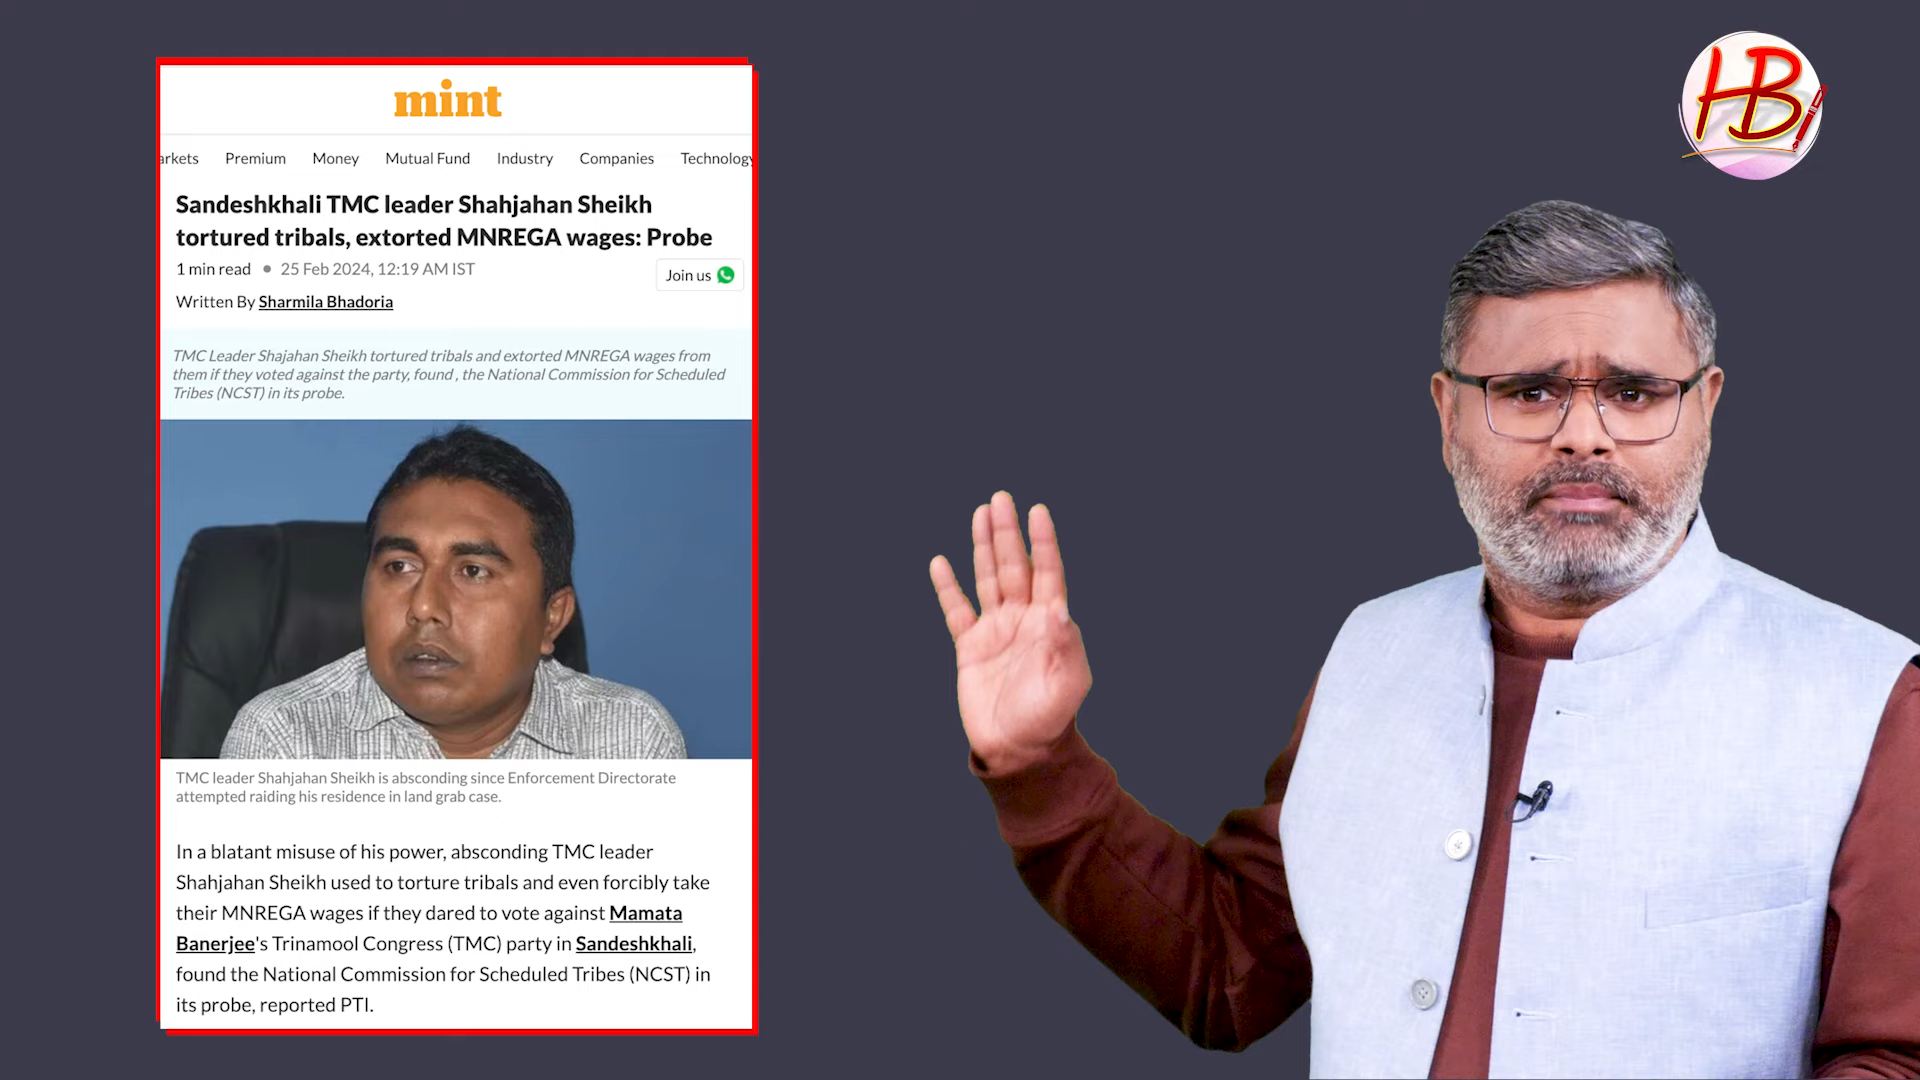 mint
arkets Premium Money Mutual Fund Industry Companies Technology
Sandeshkhali TMC leader Shahjahan Sheikh
tortured tribals, extorted MNREGA wages: Probe
1 min read • 25 Feb 2024, 12:19 AM IST
Join us
Written By Sharmila Bhadoria
TMC Leader Shajahan Sheikh tortured tribals and extorted MNREGA wages from
them if they voted against the party, found , the National Commission for Scheduled
Tribes (NCST) in its probe.
TMC leader Shahjahan Sheikh is absconding since Enforcement Directorate
attempted raiding his residence in land grab case.
In a blatant misuse of his power, absconding TMC leader
Shahjahan Sheikh used to torture tribals and even forcibly take
their MNREGA wages if they dared to vote against Mamata
Banerjee's Trinamool Congress (TMC) party in Sandeshkhali,
found the National Commission for Scheduled Tribes (NCST) in
its probe, reported PTI.
HB